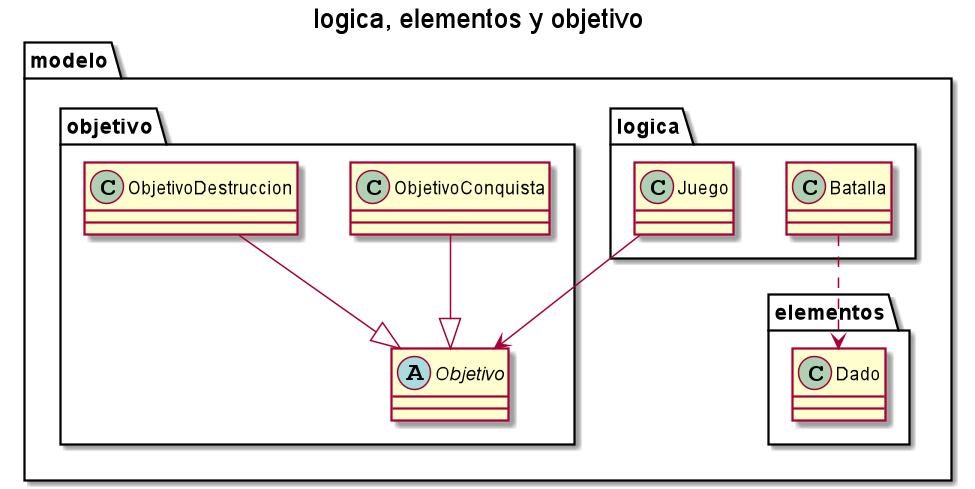 logica, elementos y objetivo
modelo
objetivo
logica
C ObjetivoDestruccion
C ObjetivoConquista
C Juego
C Batalla
elementos
A Objetivo
C Dado